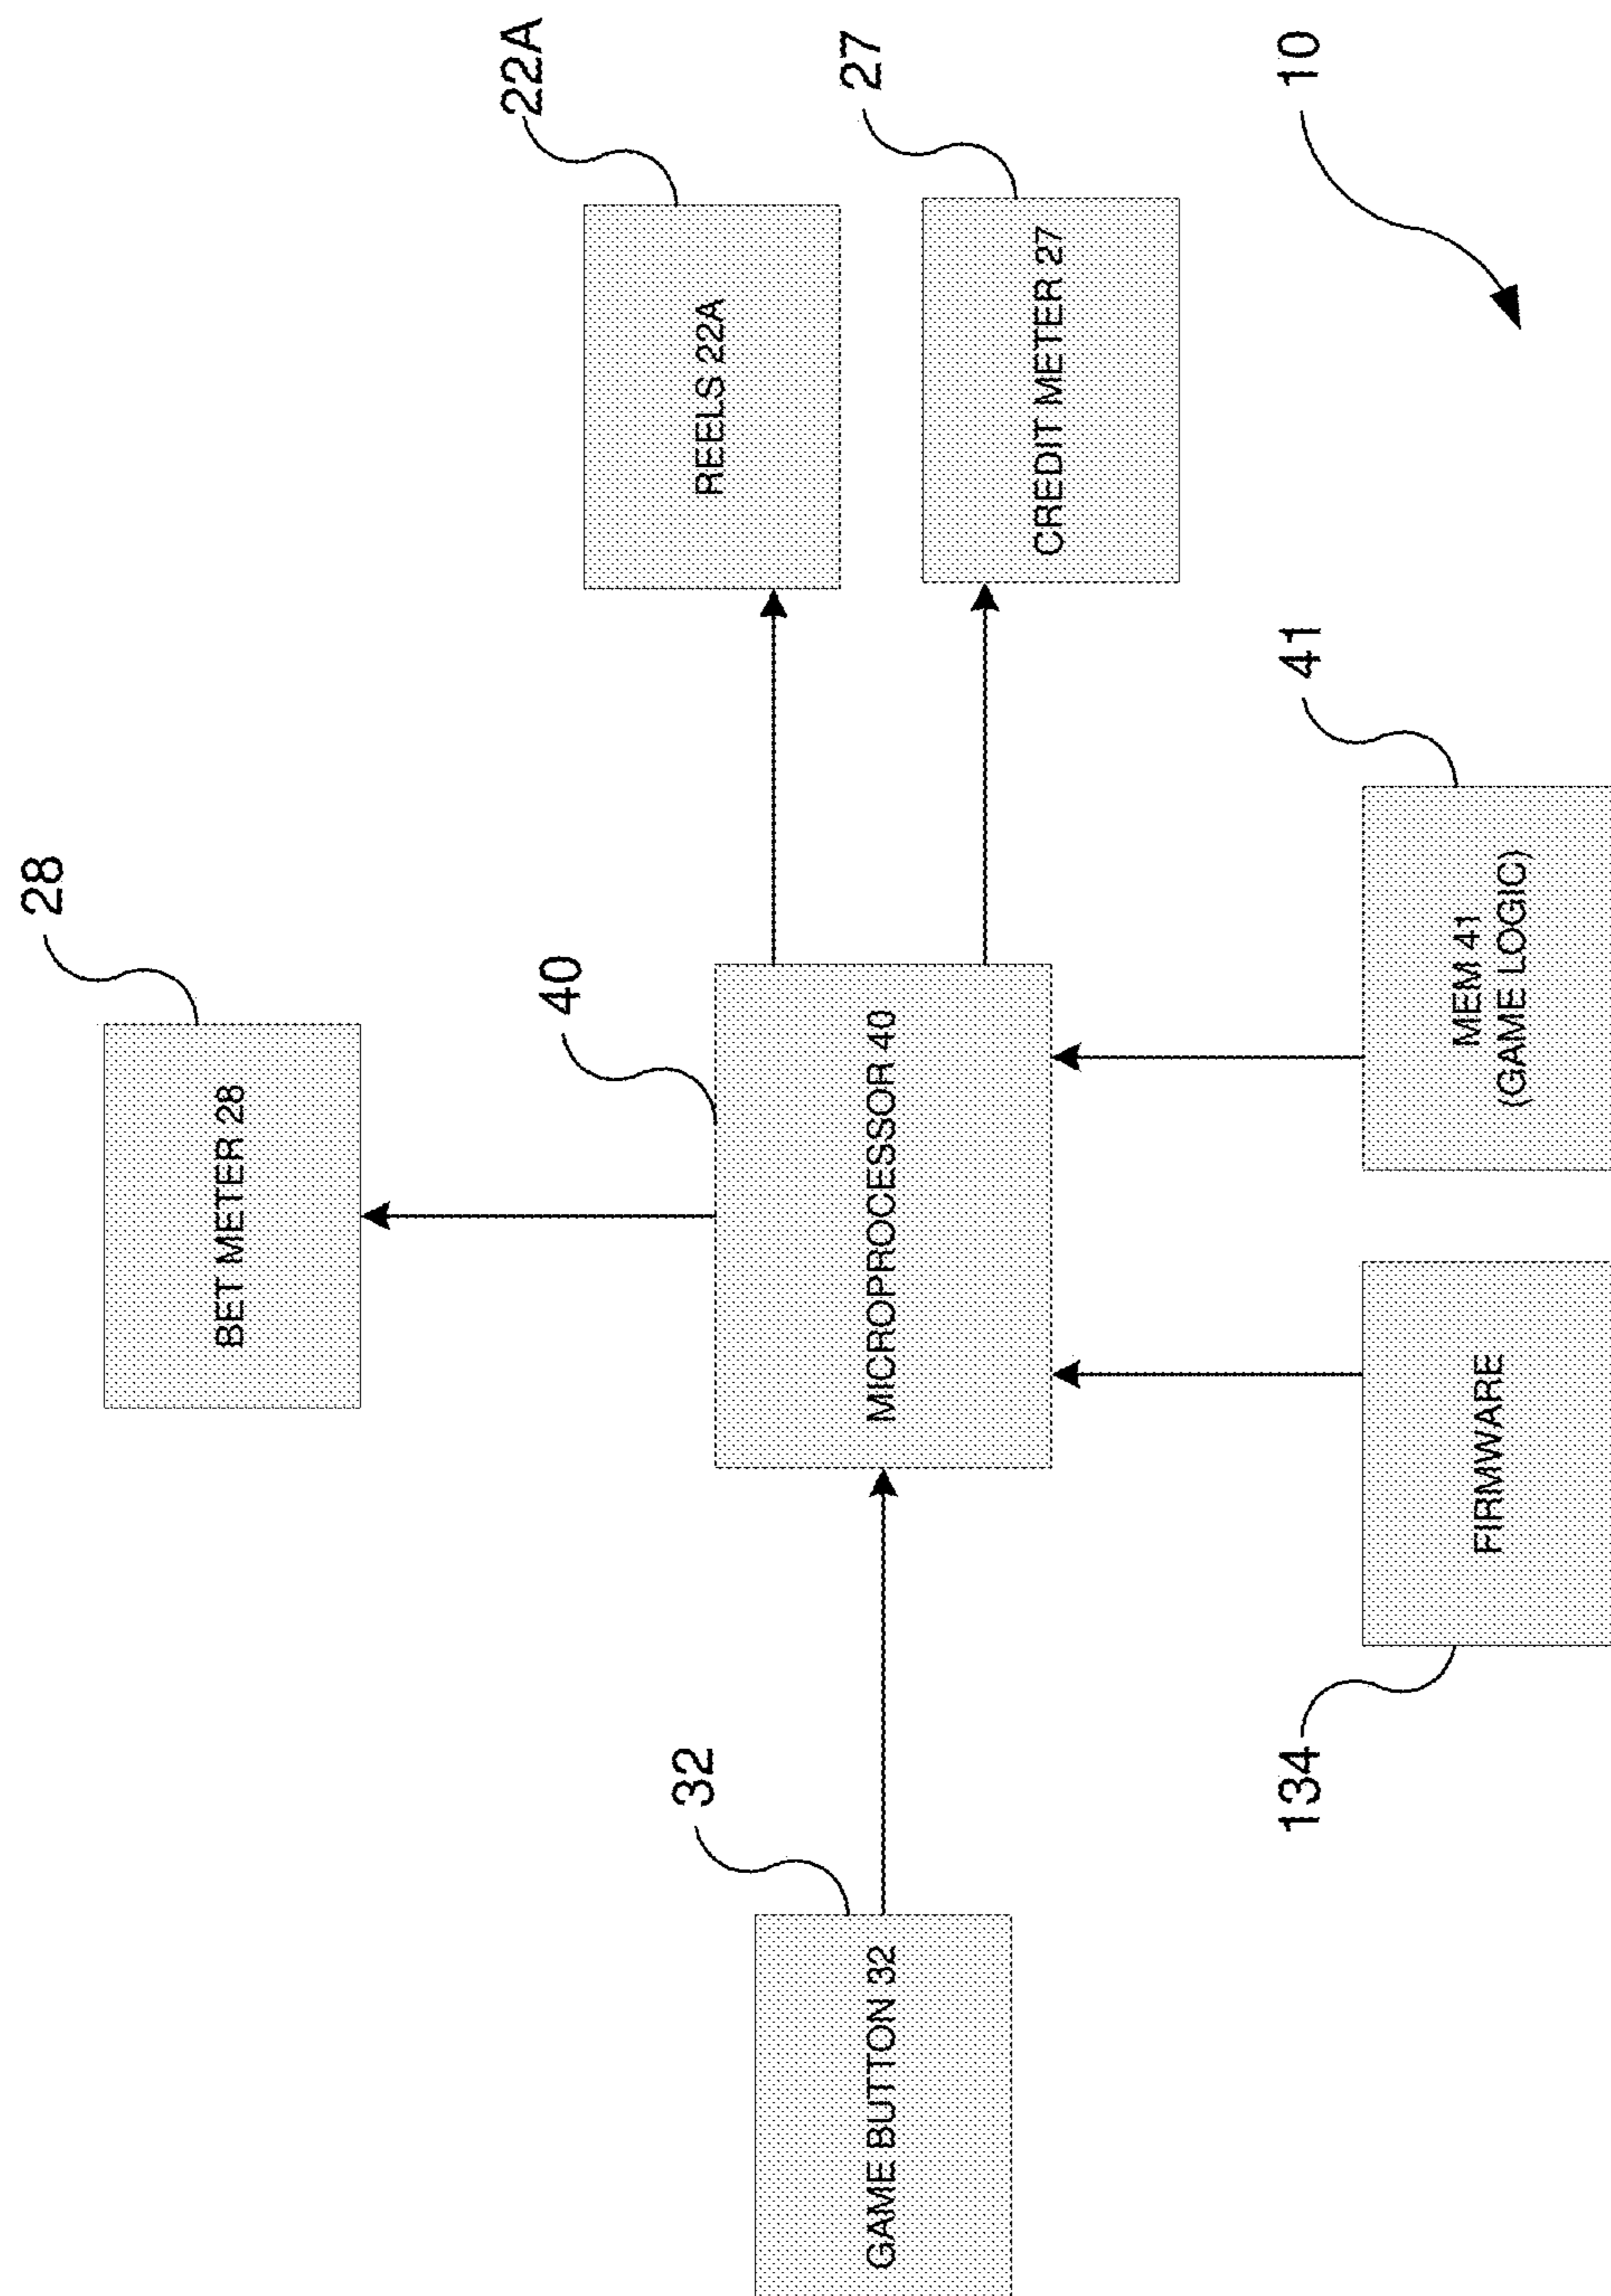 28
BET METER 28
22A
40
REELS 22A
32
MICROPROCESSOR 40
27
GAME BUTTON 32
CREDIT METER 27
134
41
10
FIRMWARE
MEM 41
(GAME LOGIC)